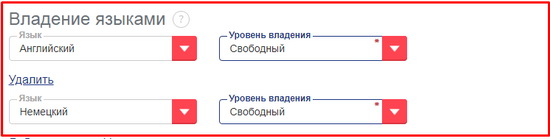 Владение языками ?
Язык Уровень владения
Английский Свободный *
Удалить
Язык Уровень владения
Немецкий Свободный *